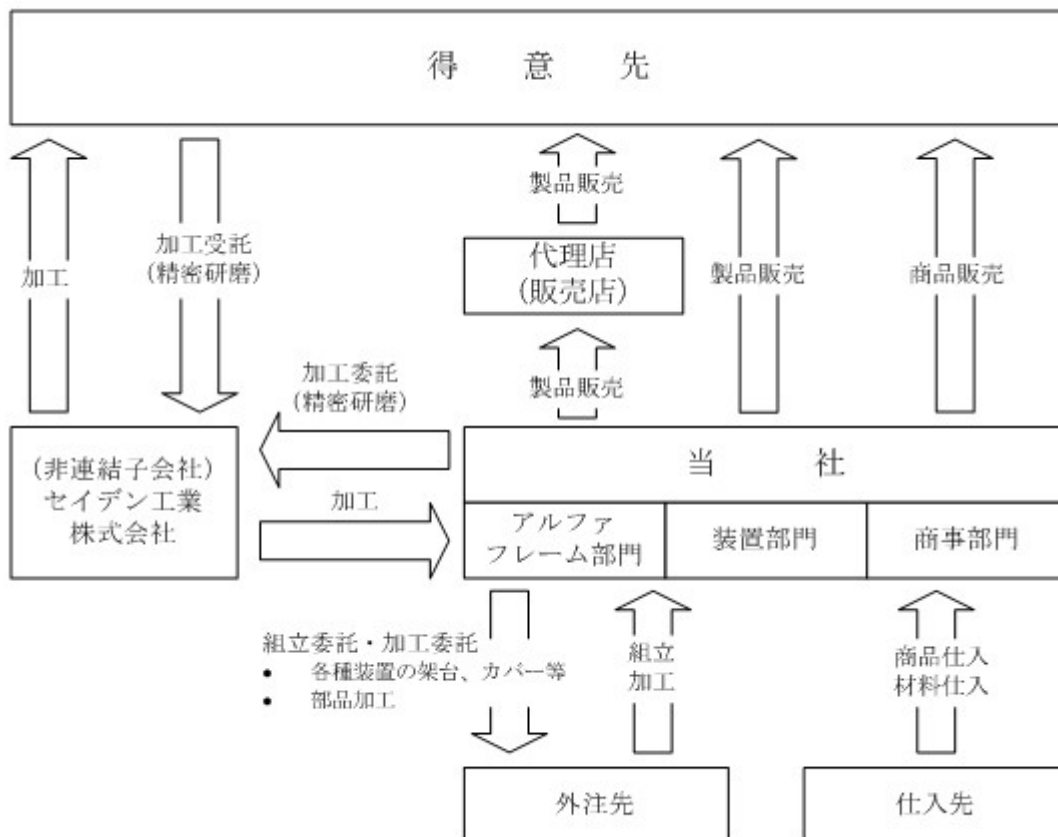 得意先
製品販売
加工受託
(精密研磨)
加工
代理店
(販売店)
製品販売
商品販売
加工委託
(精密研磨)
製品販売
(非連結子会社)
セイデン工業
株式会社
加工
当社
アルファ
フレーム部門
装置部門
商事部門
組立委託・加工委託
• 各種装置の架台、カバー等
• 部品加工
組立
加工
商品仕入
材料仕入
外注先
仕入先